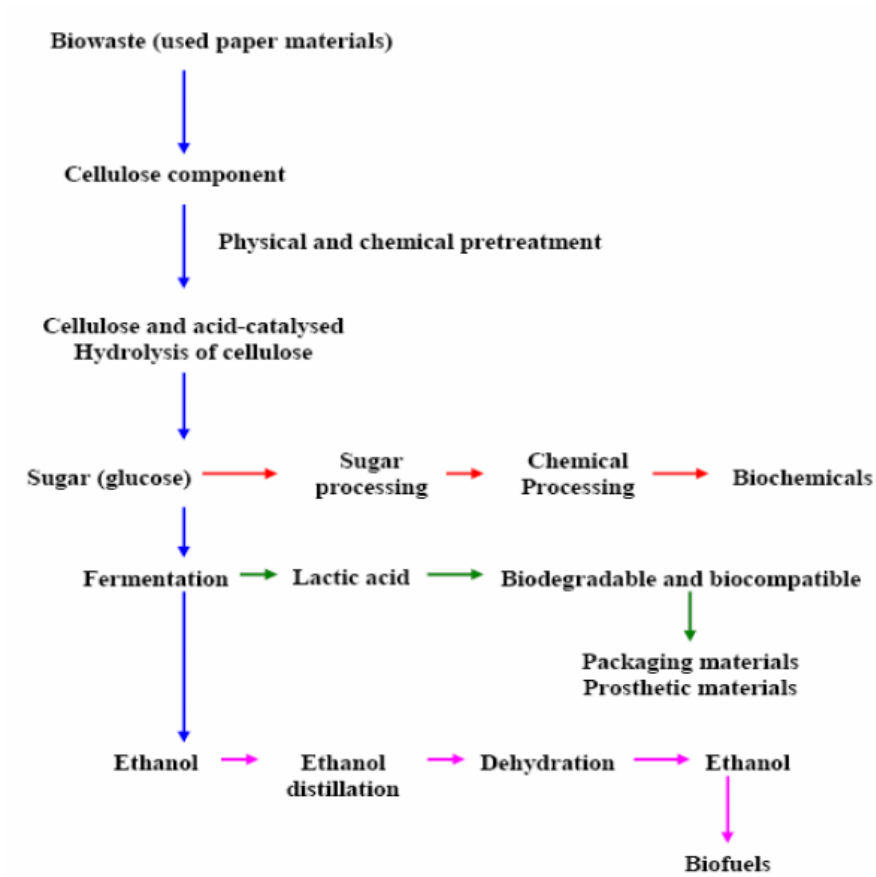 Biowaste (used paper materials)
Cellulose component
Physical and chemical pretreatment
Cellulose and acid-catalysed
Hydrolysis of cellulose
Sugar (glucose)
Sugar
processing
Chemical
Processing
Biochemicals
Fermentation
Lactic acid
Biodegradable and biocompatible
Packaging materials
Prosthetic materials
Ethanol
Ethanol
distillation
Dehydration
Ethanol
Biofuels